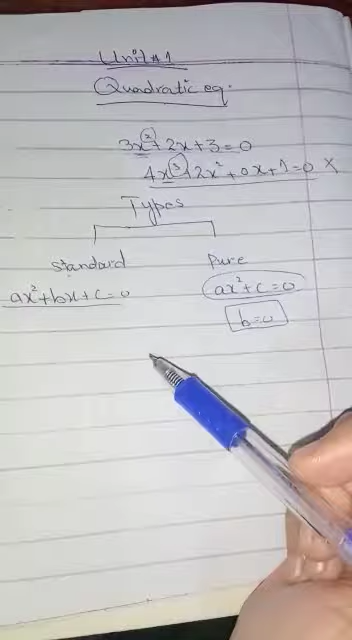 Unit#1
Quadratic eq.
3x²+2x+3=0
4x³+2x²+0x+1=0 ×
Types
standard
Pure
ax²+bx+c=0
ax²+c=0
b=0